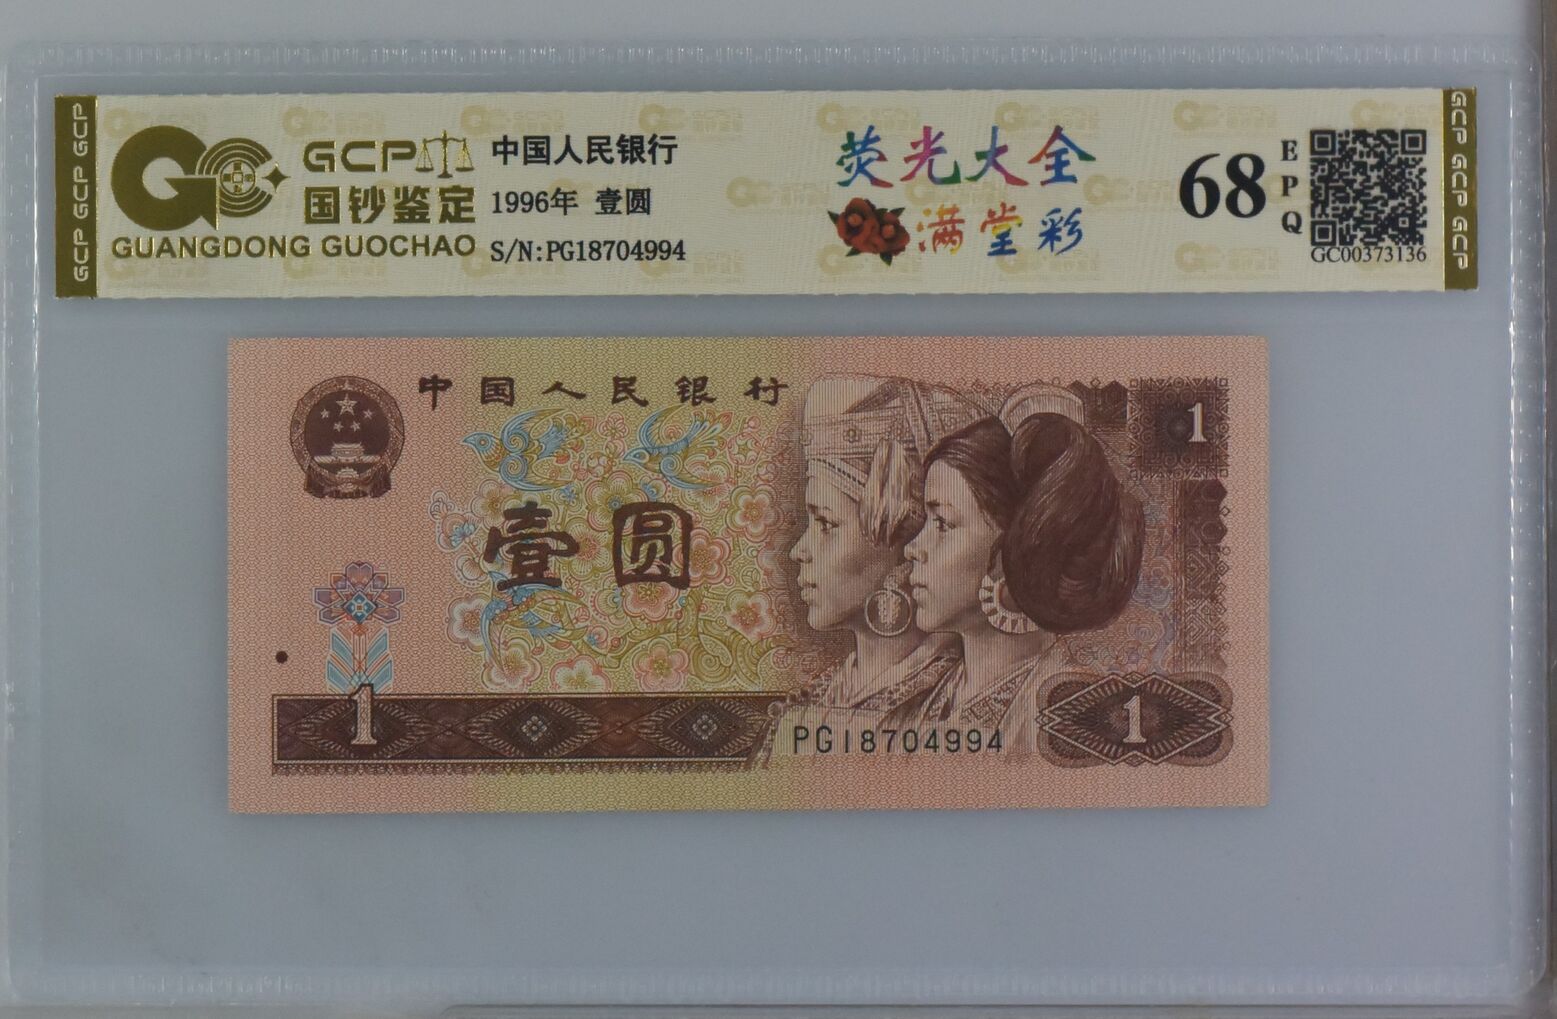 GCP GCP GCP
GCP
国钞鉴定
GUANGDONG GUOCHAO
中国人民银行
1996年 壹圆
S/N:PG18704994
荧光大全
满堂彩
68
EPQ
GC00373136
GCP GCP GCP
中国人民银行
1
壹圆
1
PG18704994
1